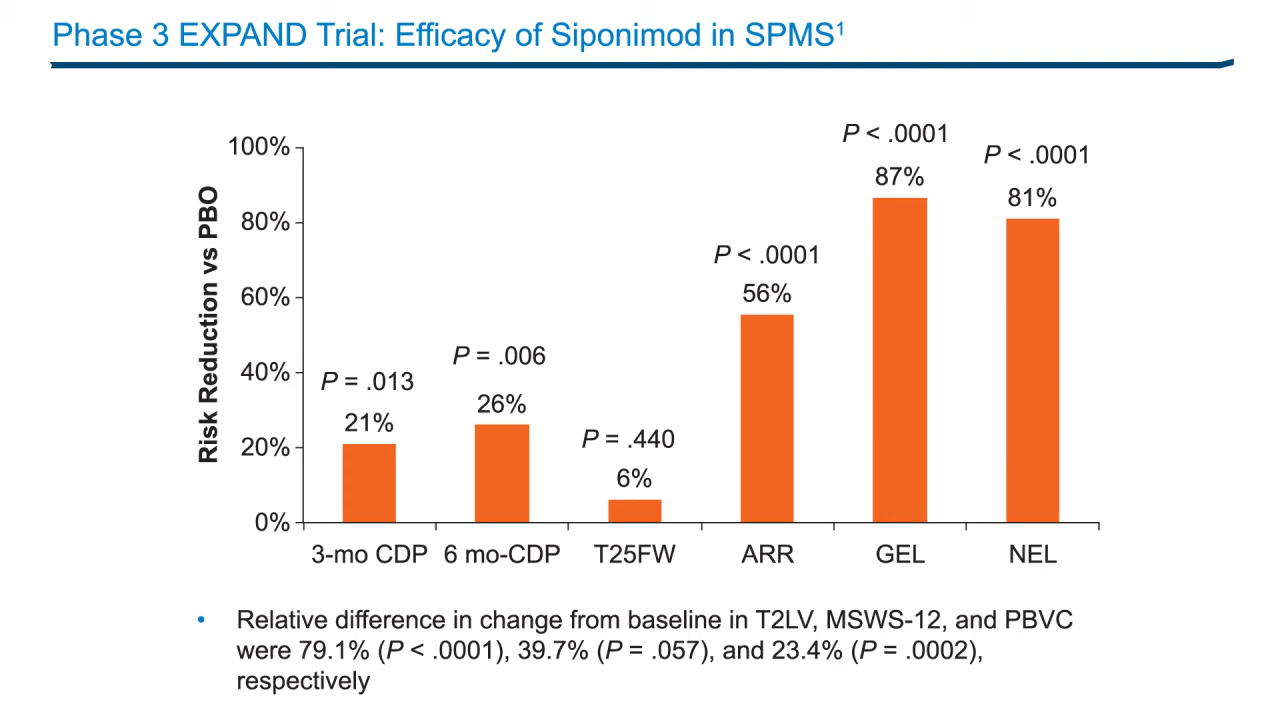 Phase 3 EXPAND Trial: Efficacy of Siponimod in SPMS1
Risk Reduction vs PBO
100%
80%
60%
40%
20%
0%
P = .013
21%
P = .006
26%
P = .440
6%
P < .0001
56%
P < .0001
87%
P < .0001
81%
3-mo CDP
6 mo-CDP
T25FW
ARR
GEL
NEL
• Relative difference in change from baseline in T2LV, MSWS-12, and PBVC
were 79.1% (P < .0001), 39.7% (P = .057), and 23.4% (P = .0002),
respectively